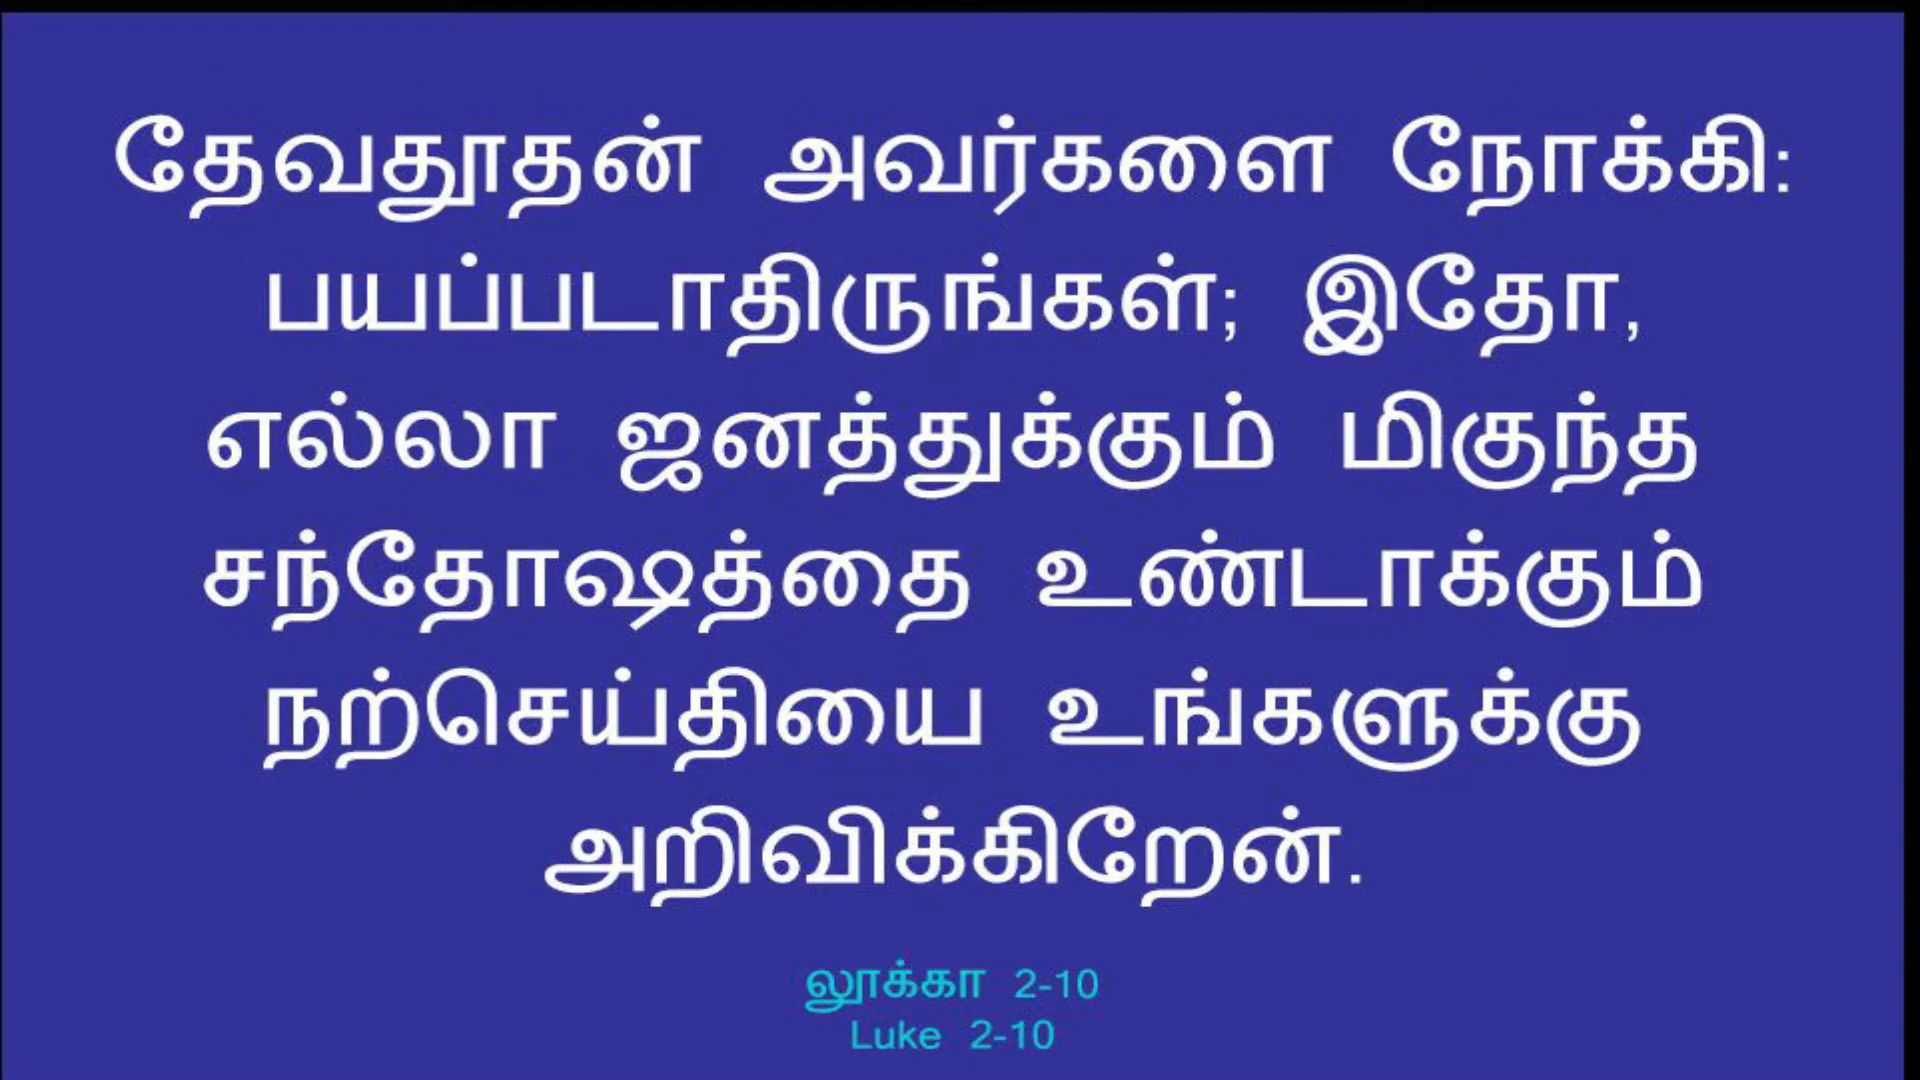 தேவதூதன் அவர்களை நோக்கி:
பயப்படாதிருங்கள்; இதோ,
எல்லா ஜனத்துக்கும் மிகுந்த
சந்தோஷத்தை உண்டாக்கும்
நற்செய்தியை உங்களுக்கு
அறிவிக்கிறேன்.
லூக்கா 2-10
Luke 2-10